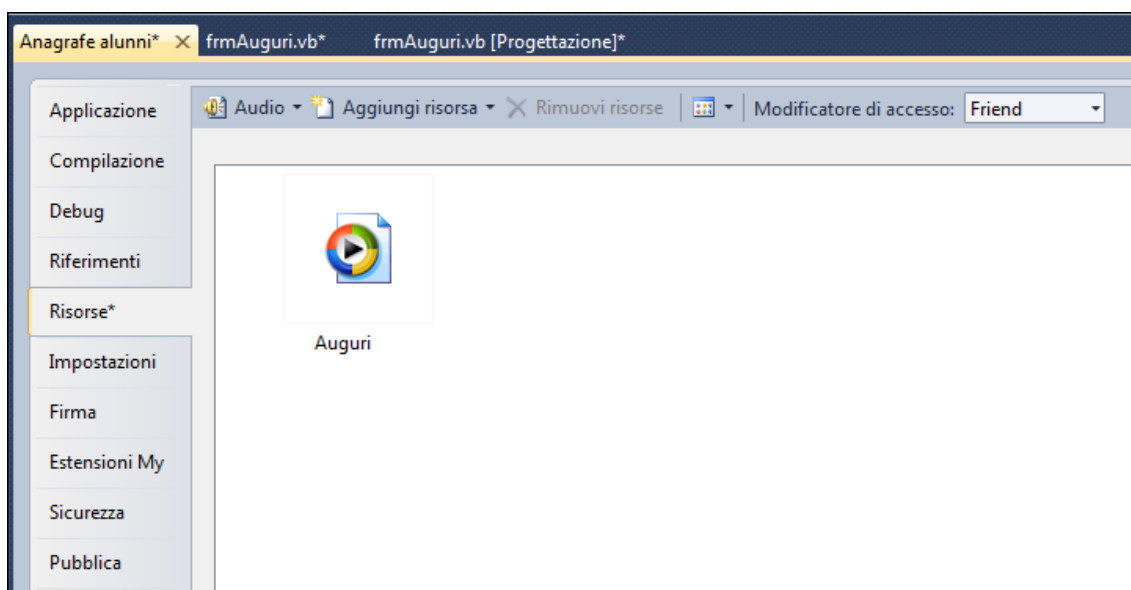 Anagrafe alunni* frmAuguri.vb* frmAuguri.vb [Progettazione]*
Audio Aggiungi risorsa Rimuovi risorse Modificatore di accesso: Friend
Applicazione
Compilazione
Debug
Riferimenti
Risorse*
Impostazioni
Firma
Estensioni My
Sicurezza
Pubblica
Auguri